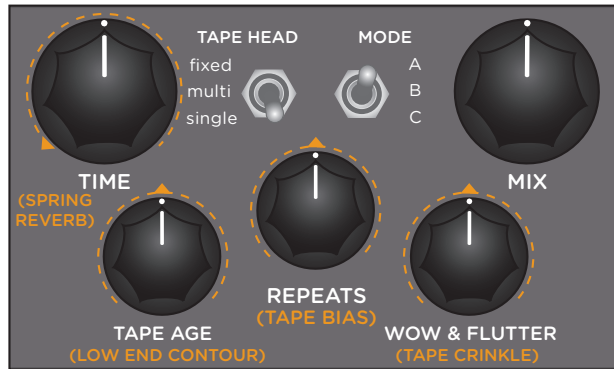 TAPE HEAD
MODE
fixed
multi
single
A
B
C
TIME
(SPRING
REVERB)
MIX
REPEATS
(TAPE BIAS)
TAPE AGE
(LOW END CONTOUR)
WOW & FLUTTER
(TAPE CRINKLE)